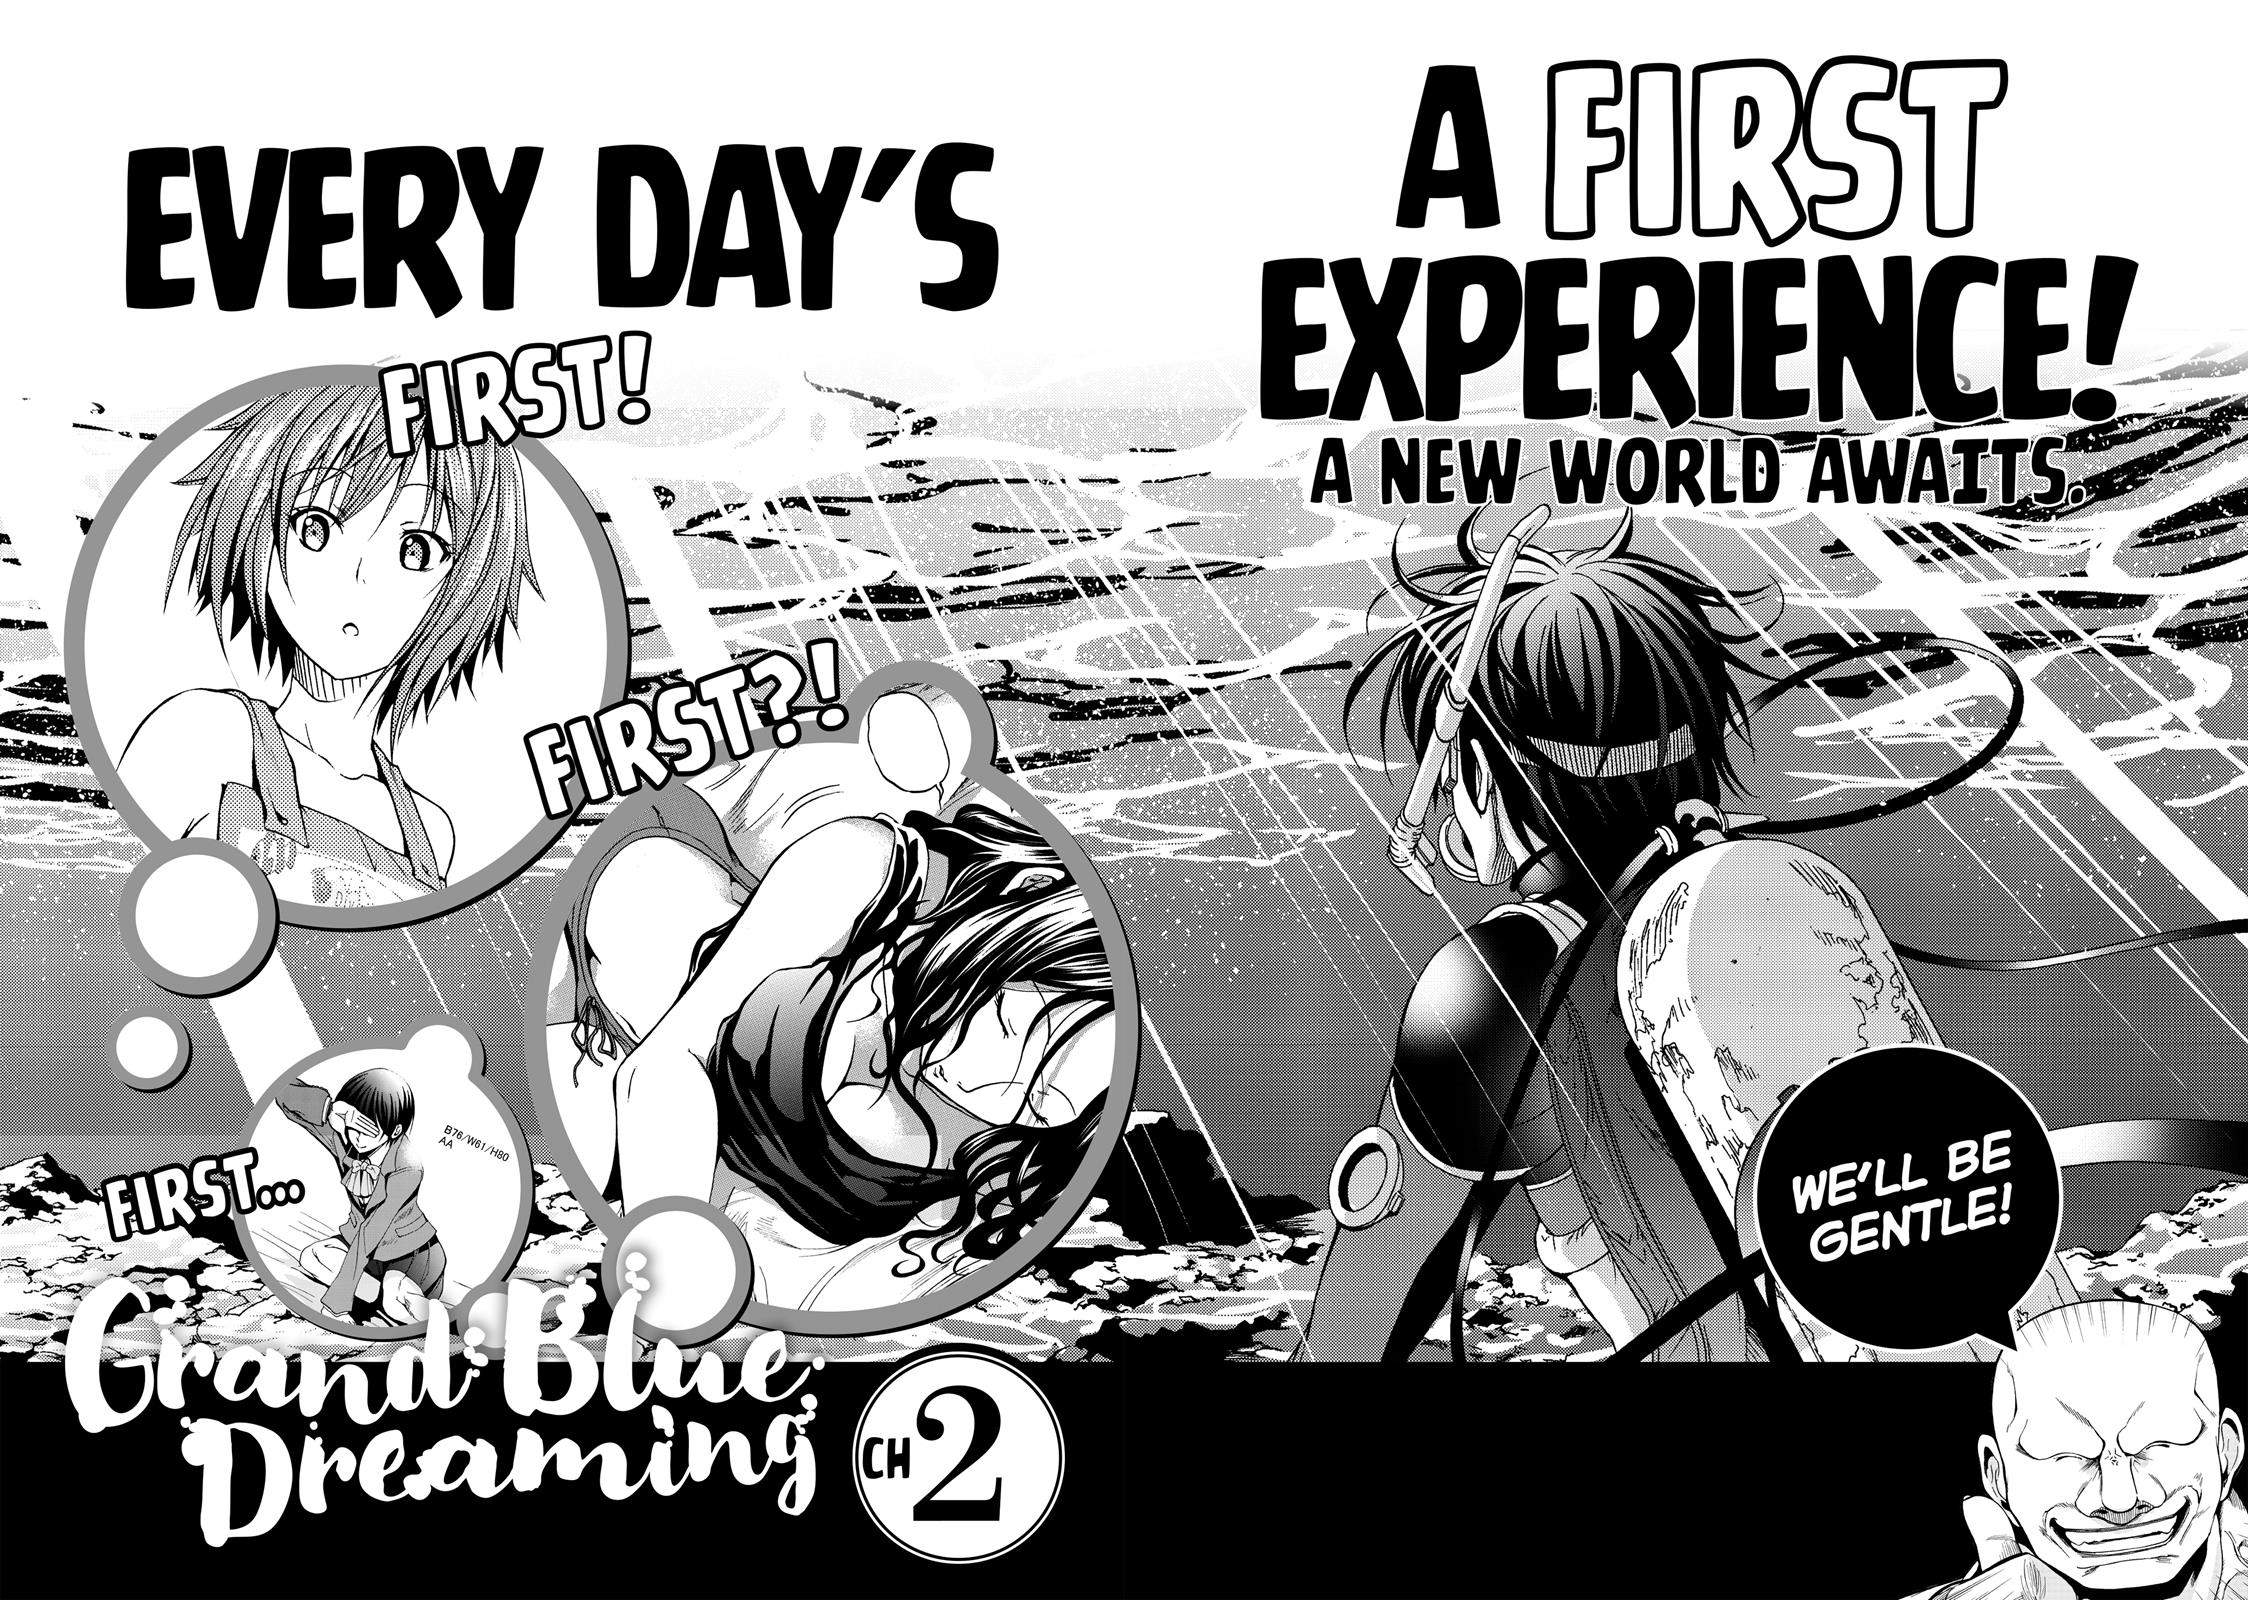 EVERY DAY'S
A FIRST
EXPERIENCE!
A NEW WORLD AWAITS.
FIRST!
FIRST?!
FIRST...
B76/W61/H80
AA
WE'LL BE
GENTLE!
Grand Blue
Dreaming
CH 2